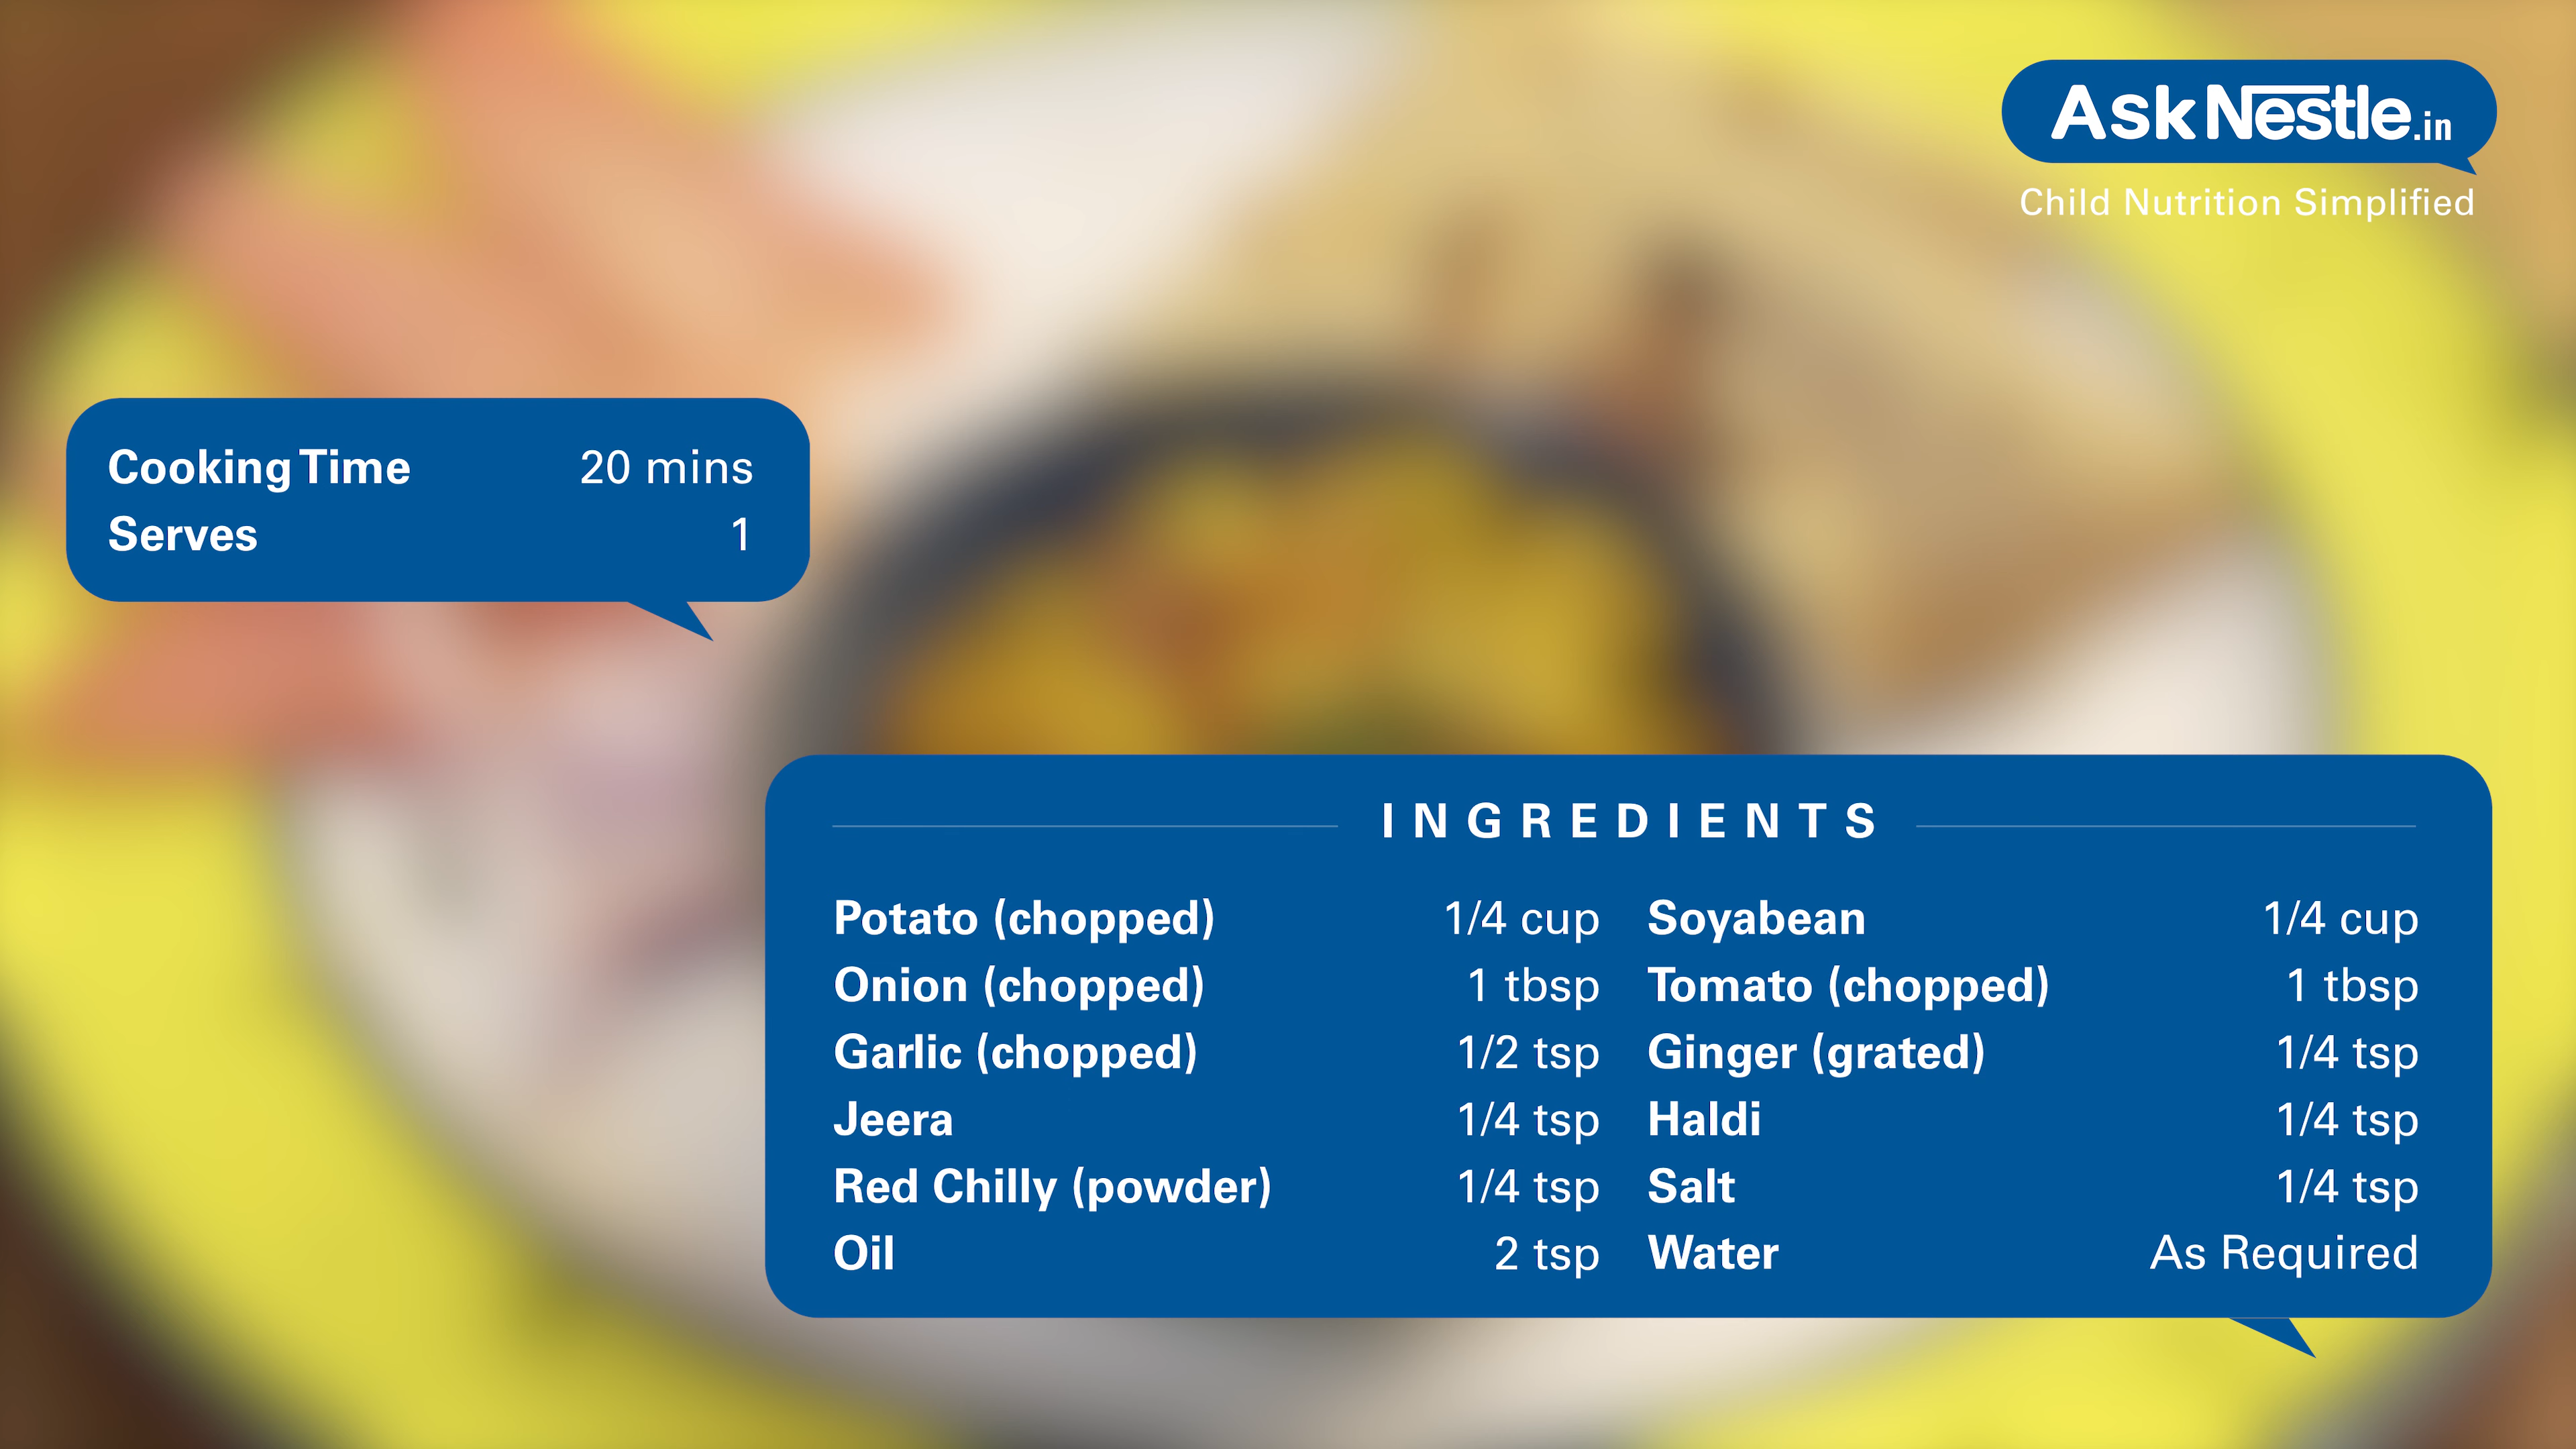 AskNestle.in
Child Nutrition Simplified
Cooking Time 20 mins
Serves 1
INGREDIENTS
Potato (chopped) 1/4 cup Soyabean 1/4 cup
Onion (chopped) 1 tbsp Tomato (chopped) 1 tbsp
Garlic (chopped) 1/2 tsp Ginger (grated) 1/4 tsp
Jeera 1/4 tsp Haldi 1/4 tsp
Red Chilly (powder) 1/4 tsp Salt 1/4 tsp
Oil 2 tsp Water As Required